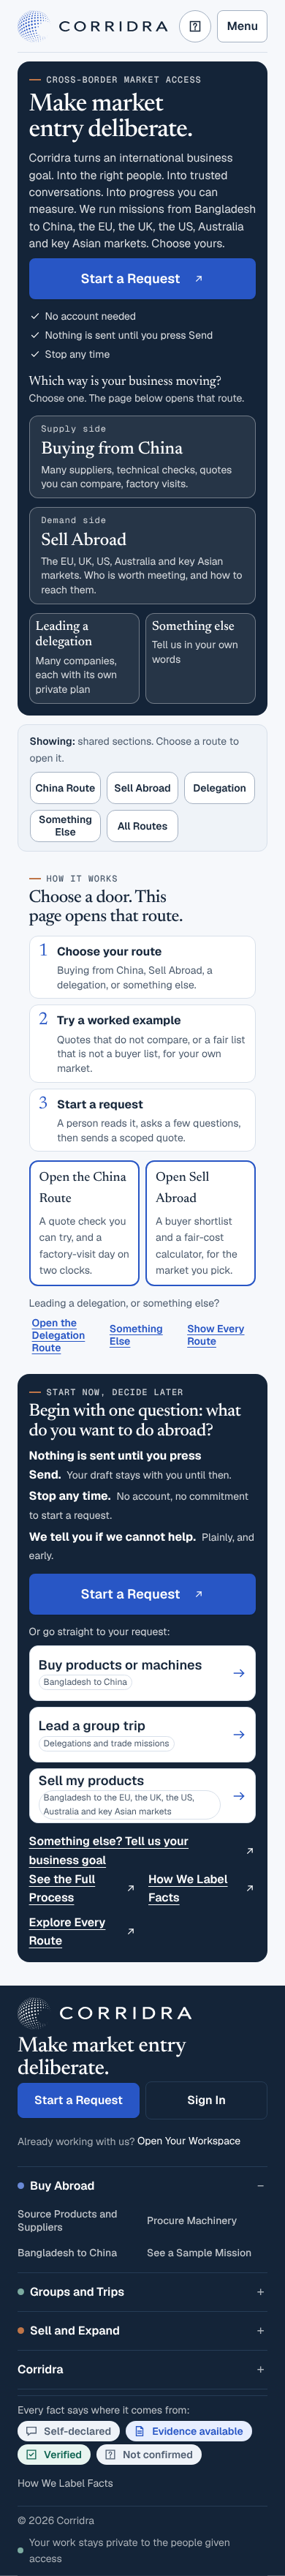 CORRIDRA
Menu
CROSS-BORDER MARKET ACCESS
Make market
entry deliberate.
Corridra turns an international business
goal. Into the right people. Into trusted
conversations. Into progress you can
measure. We run missions from Bangladesh
to China, the EU, the UK, the US, Australia
and key Asian markets. Choose yours.
Start a Request ↗
✓ No account needed
✓ Nothing is sent until you press Send
✓ Stop any time
Which way is your business moving?
Choose one. The page below opens that route.
Supply side
Buying from China
Many suppliers, technical checks, quotes
you can compare, factory visits.
Demand side
Sell Abroad
The EU, UK, US, Australia and key Asian
markets. Who is worth meeting, and how to
reach them.
Leading a
delegation
Many companies,
each with its own
private plan
Something else
Tell us in your own
words
Showing: shared sections. Choose a route to
open it.
China Route
Sell Abroad
Delegation
Something
Else
All Routes
HOW IT WORKS
Choose a door. This
page opens that route.
1 Choose your route
Buying from China, Sell Abroad, a
delegation, or something else.
2 Try a worked example
Quotes that do not compare, or a fair list
that is not a buyer list, for your own
market.
3 Start a request
A person reads it, asks a few questions,
then sends a scoped quote.
Open the China
Route
A quote check you
can try, and a
factory-visit day on
two clocks.
Open Sell
Abroad
A buyer shortlist
and a fair-cost
calculator, for the
market you pick.
Leading a delegation, or something else?
Open the
Delegation
Route
Something
Else
Show Every
Route
START NOW, DECIDE LATER
Begin with one question: what
do you want to do abroad?
Nothing is sent until you press
Send. Your draft stays with you until then.
Stop any time. No account, no commitment
to start a request.
We tell you if we cannot help. Plainly, and
early.
Start a Request ↗
Or go straight to your request:
Buy products or machines
Bangladesh to China
→
Lead a group trip
Delegations and trade missions
→
Sell my products
Bangladesh to the EU, the UK, the US,
Australia and key Asian markets
→
Something else? Tell us your
business goal ↗
See the Full
Process ↗
How We Label
Facts ↗
Explore Every
Route ↗
CORRIDRA
Make market entry
deliberate.
Start a Request
Sign In
Already working with us? Open Your Workspace
Buy Abroad −
Source Products and
Suppliers
Procure Machinery
Bangladesh to China
See a Sample Mission
Groups and Trips +
Sell and Expand +
Corridra +
Every fact says where it comes from:
Self-declared
Evidence available
Verified
Not confirmed
How We Label Facts
© 2026 Corridra
Your work stays private to the people given
access